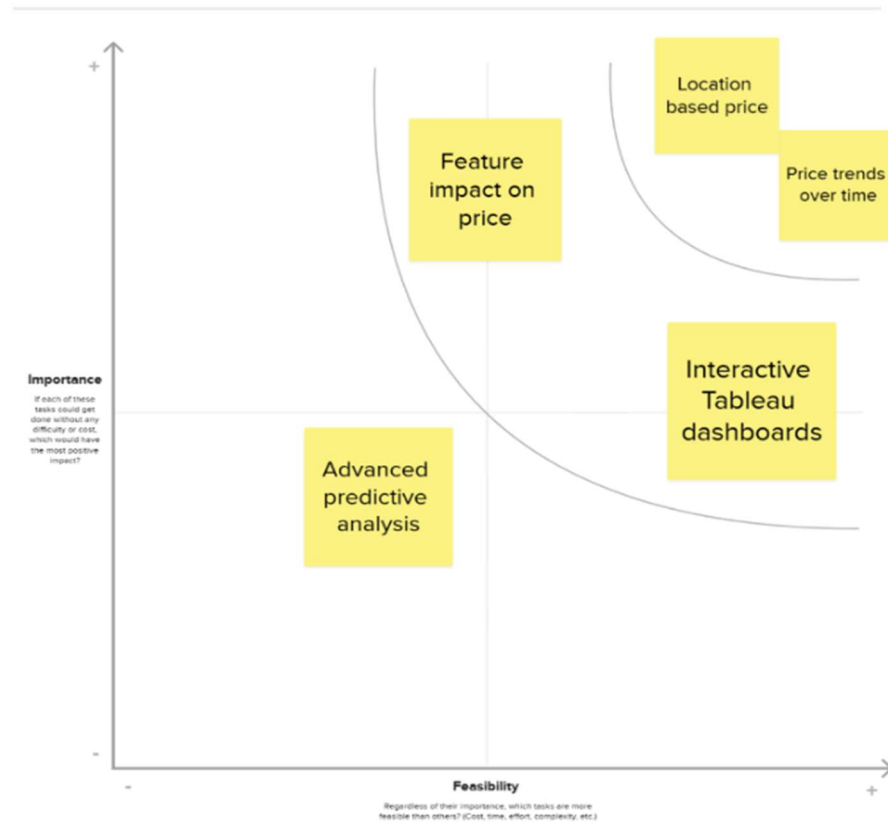 +
Location
based price
Feature
impact on
price
Price trends
over time
Importance
If each of these
tasks could get
done without any
difficulty or cost,
which would have
the most positive
impact?
Interactive
Tableau
dashboards
Advanced
predictive
analysis
-
-
Feasibility
+
Regardless of their importance, which tasks are more
feasible than others? (Cost, time, effort, complexity, etc.)